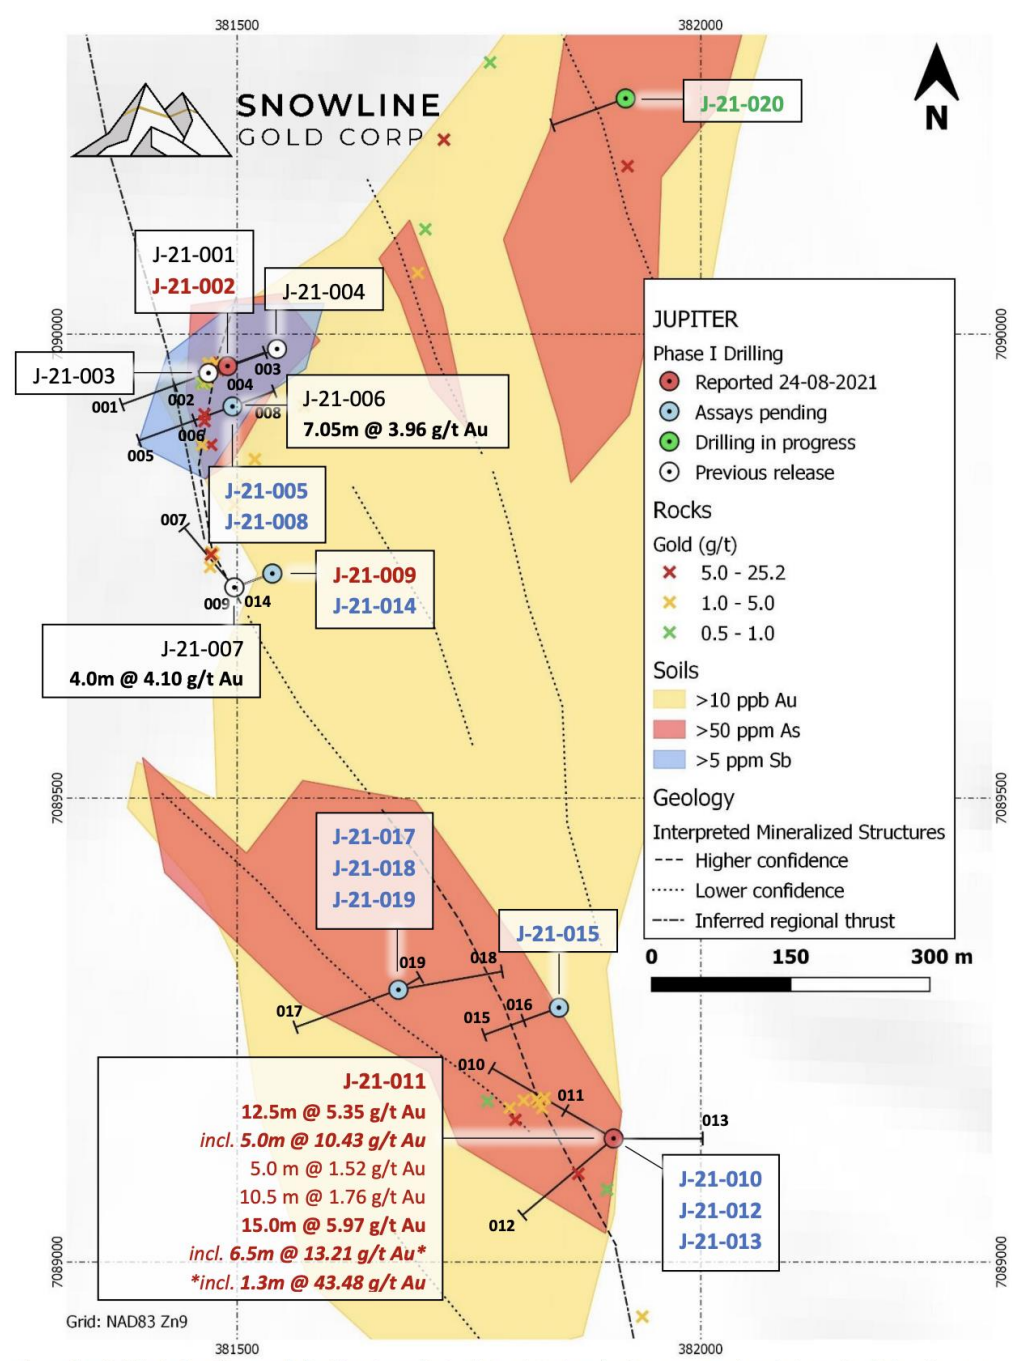 381500
382000
SNOWLINE
GOLD CORP
J-21-020
N
J-21-001
J-21-002
J-21-004
7090000
7090000
J-21-003
003
004
002
001
008
006
005
J-21-006
7.05m @ 3.96 g/t Au
J-21-005
J-21-008
007
009
014
J-21-009
J-21-014
J-21-007
4.0m @ 4.10 g/t Au
JUPITER
Phase I Drilling
Reported 24-08-2021
Assays pending
Drilling in progress
Previous release
Rocks
Gold (g/t)
5.0 - 25.2
1.0 - 5.0
0.5 - 1.0
Soils
>10 ppb Au
>50 ppm As
>5 ppm Sb
Geology
Interpreted Mineralized Structures
Higher confidence
Lower confidence
Inferred regional thrust
0 150 300 m
7089500
7089500
J-21-017
J-21-018
J-21-019
J-21-015
019
018
017
016
015
010
011
013
012
J-21-011
12.5m @ 5.35 g/t Au
incl. 5.0m @ 10.43 g/t Au
5.0 m @ 1.52 g/t Au
10.5 m @ 1.76 g/t Au
15.0m @ 5.97 g/t Au
incl. 6.5m @ 13.21 g/t Au*
*incl. 1.3m @ 43.48 g/t Au
J-21-010
J-21-012
J-21-013
7089000
7089000
Grid: NAD83 Zn9
381500
382000